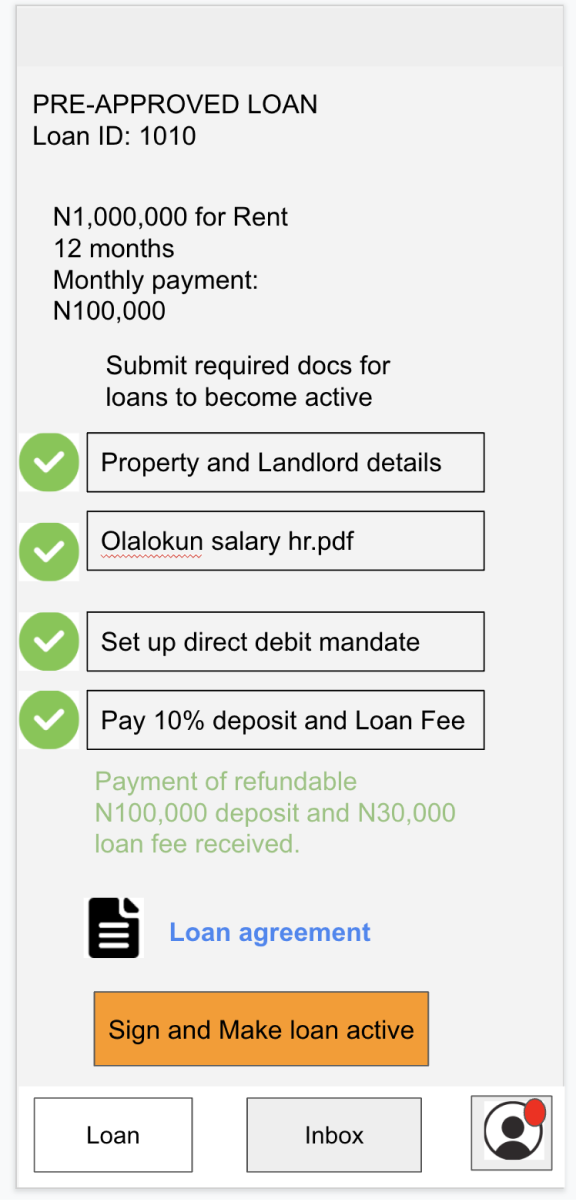 PRE-APPROVED LOAN
Loan ID: 1010
N1,000,000 for Rent
12 months
Monthly payment:
N100,000
Submit required docs for
loans to become active
Property and Landlord details
Olalokun salary hr.pdf
Set up direct debit mandate
Pay 10% deposit and Loan Fee
Payment of refundable
N100,000 deposit and N30,000
loan fee received.
Loan agreement
Sign and Make loan active
Loan
Inbox